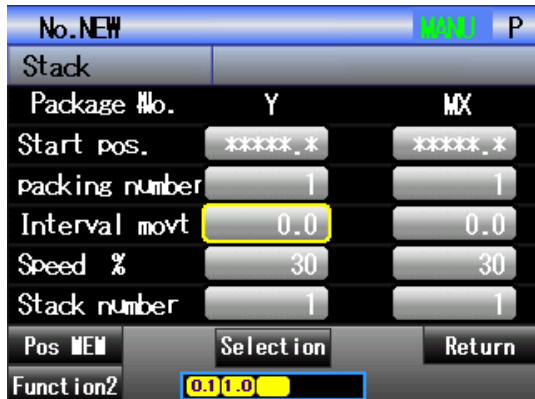 No.NEW MANU P
Stack
Package No. Y MX
Start pos. *****.* *****.*
packing number 1 1
Interval movt 0.0 0.0
Speed % 30 30
Stack number 1 1
Pos MEM Selection Return
Function2 0.1 1.0